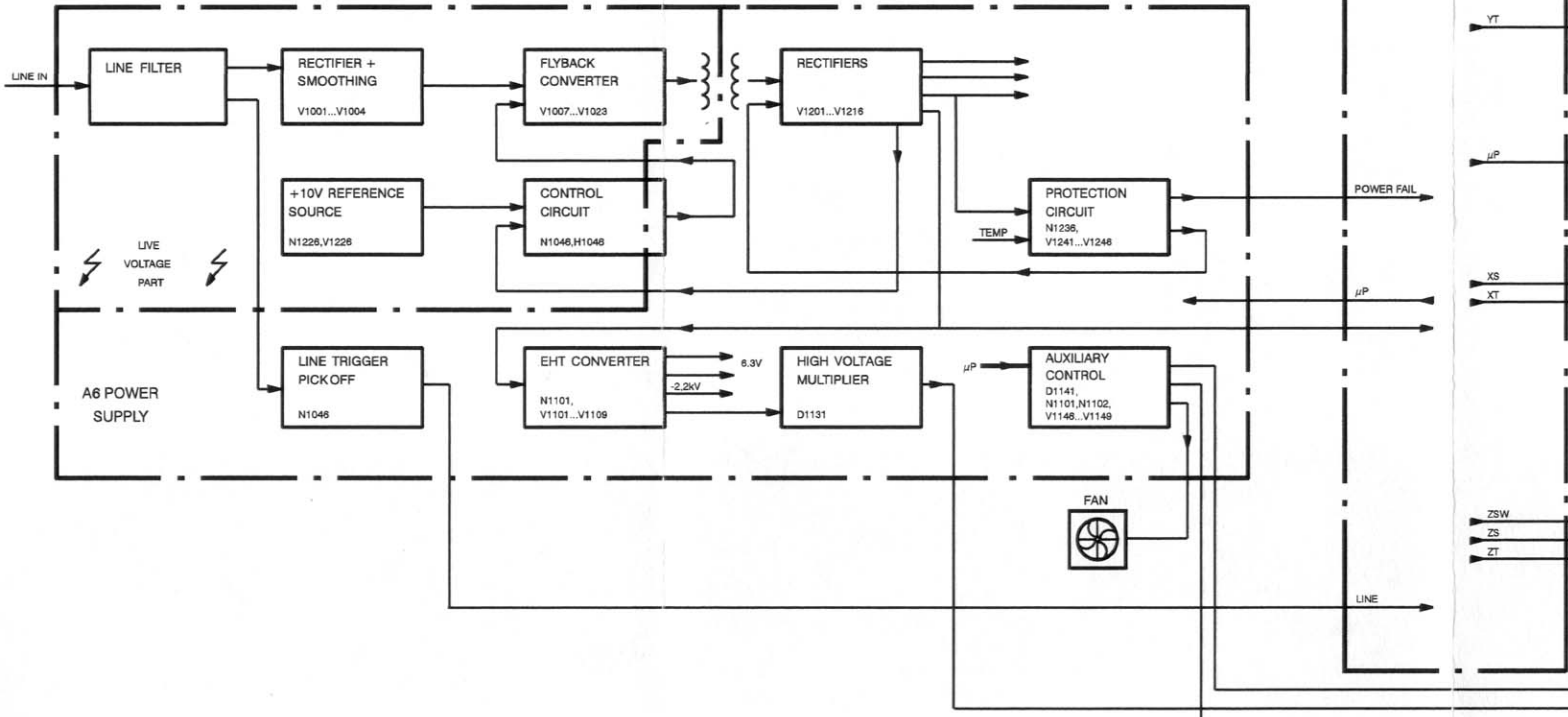 YT
LINE IN
LINE FILTER
RECTIFIER +
SMOOTHING
V1001...V1004
FLYBACK
CONVERTER
V1007...V1023
RECTIFIERS
V1201...V1216
µP
+10V REFERENCE
SOURCE
N1226,V1226
CONTROL
CIRCUIT
N1046,H1046
PROTECTION
CIRCUIT
N1236,
V1241...V1246
TEMP
POWER FAIL
LIVE
VOLTAGE
PART
XS
XT
µP
A6 POWER
SUPPLY
LINE TRIGGER
PICK OFF
N1046
EHT CONVERTER
N1101,
V1101...V1109
6.3V
-2,2kV
HIGH VOLTAGE
MULTIPLIER
D1131
µP
AUXILIARY
CONTROL
D1141,
N1101,N1102,
V1146...V1149
FAN
ZSW
ZS
ZT
LINE